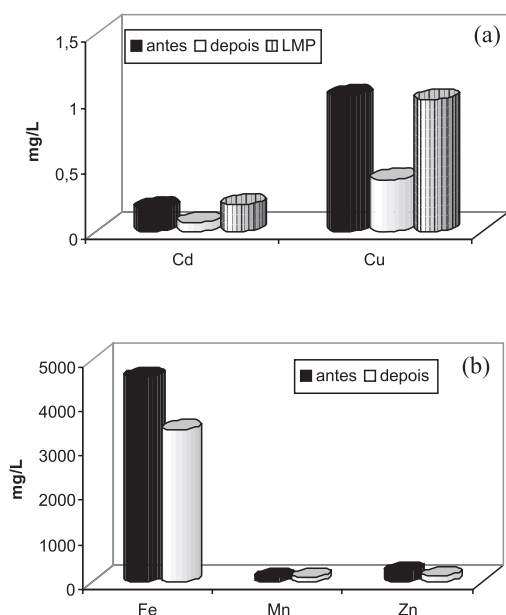 (a)
antes depois LMP
1,5
1
0,5
0
mg/L
Cd Cu
(b)
antes depois
5000
4000
3000
2000
1000
0
mg/L
Fe Mn Zn